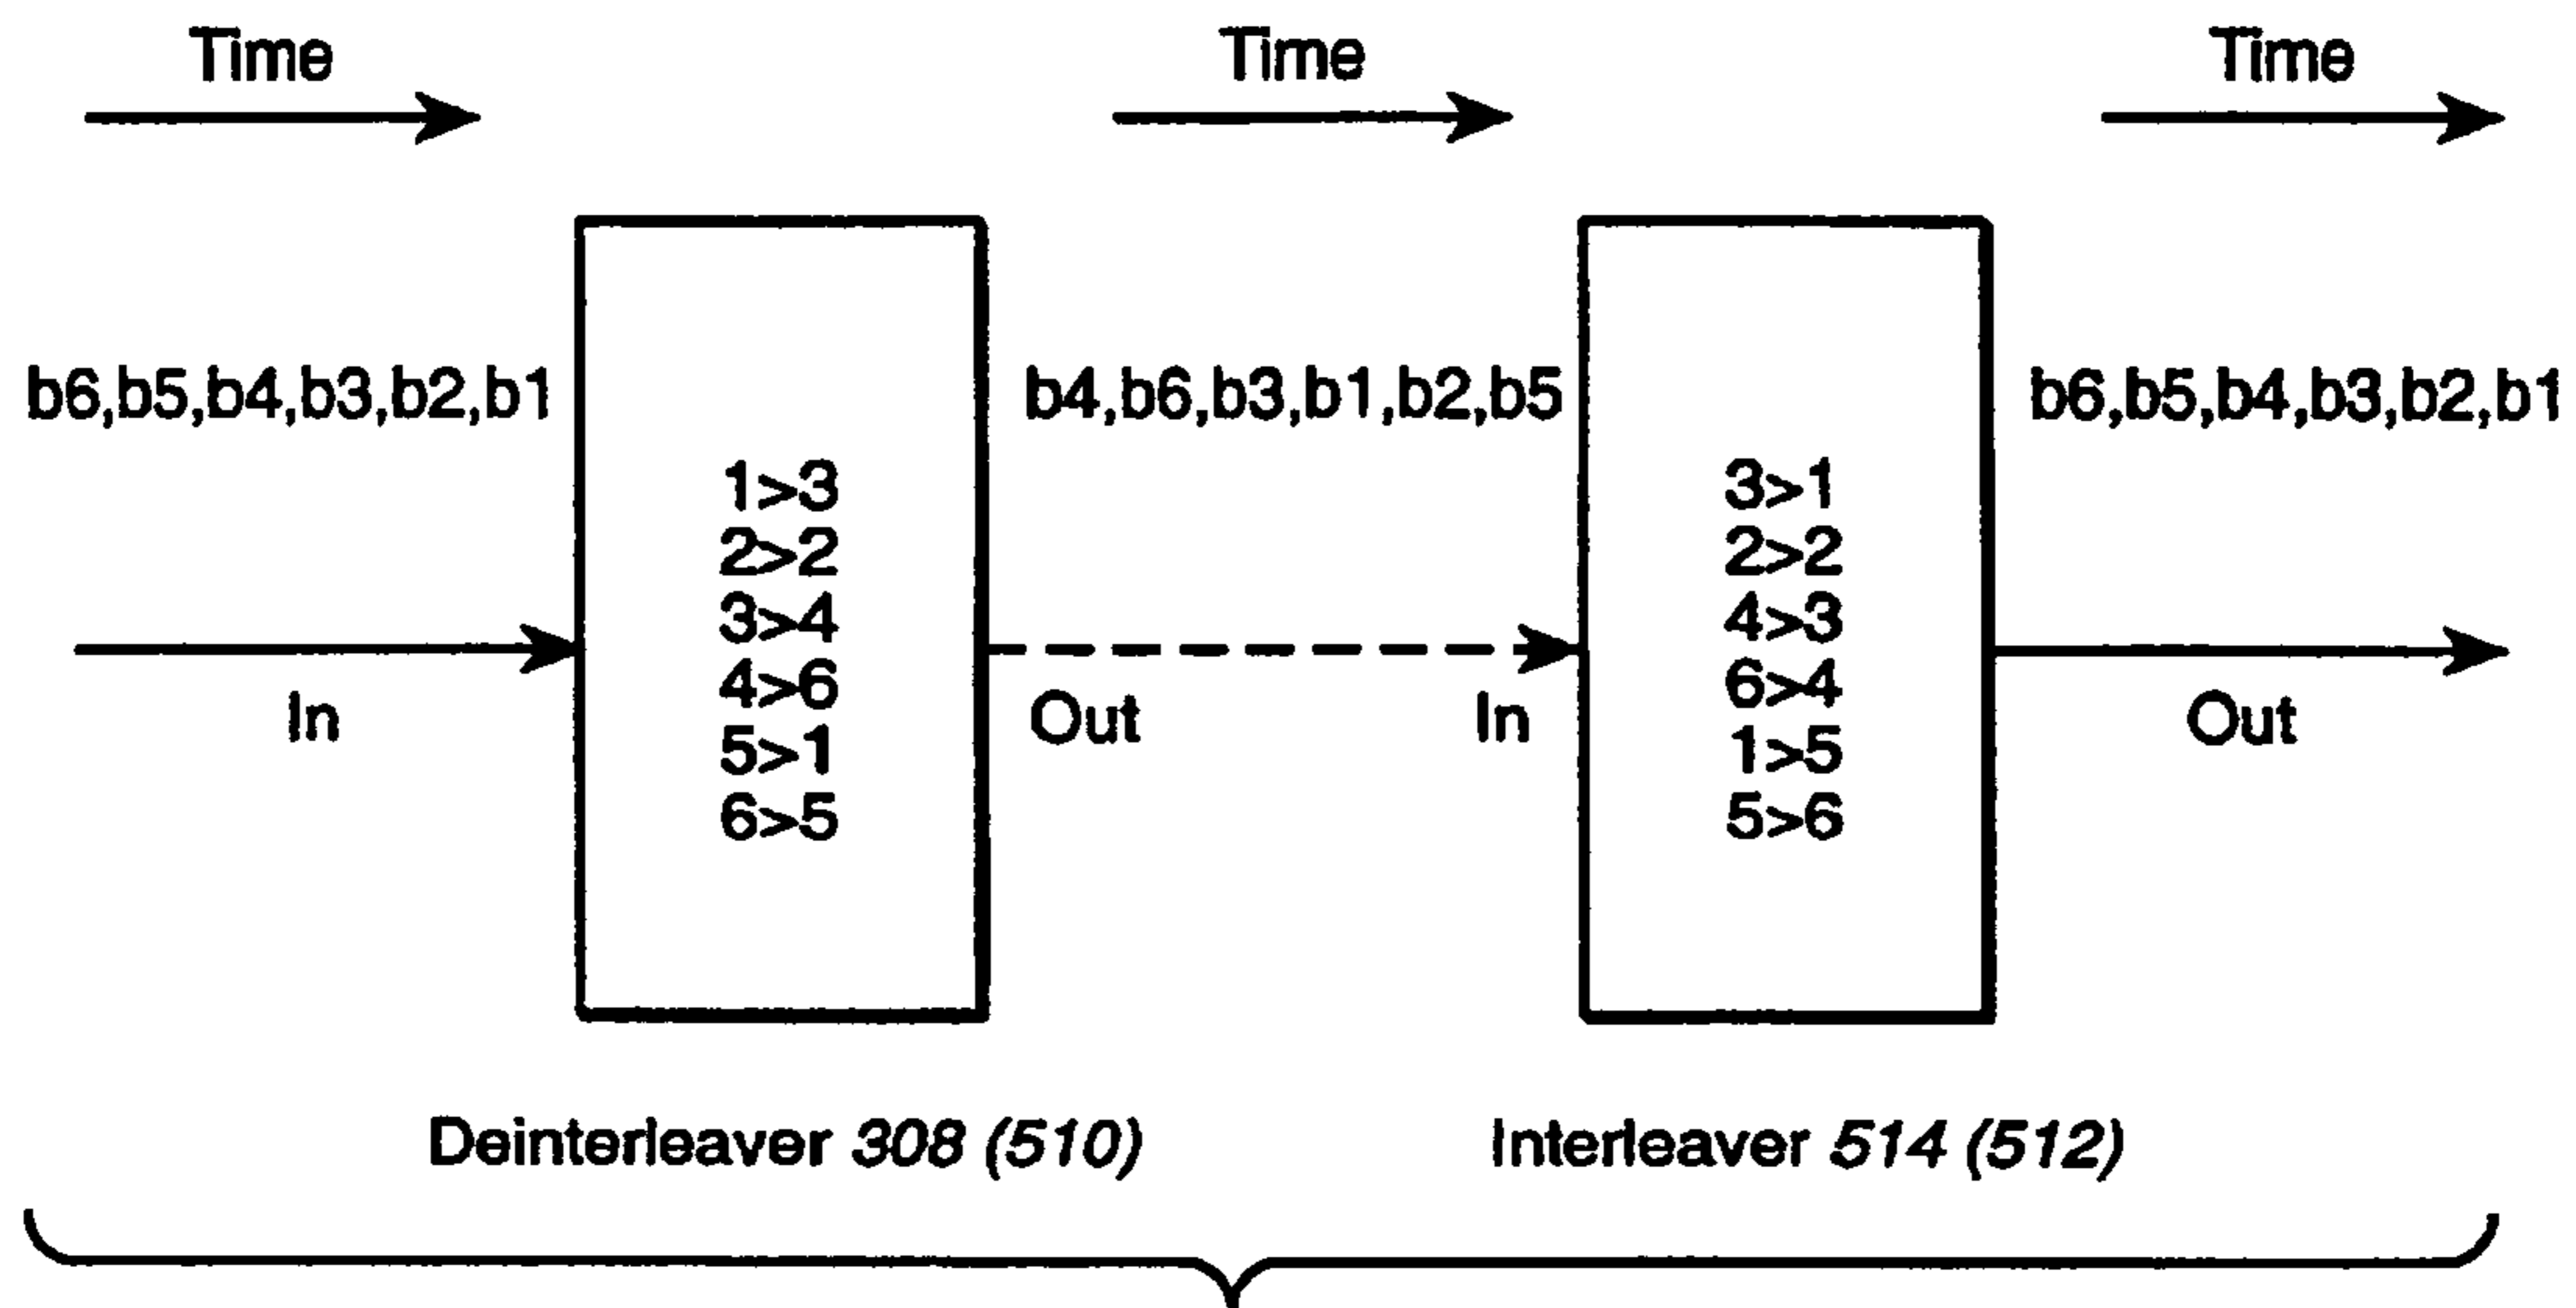 Time
Time
Time
b6,b5,b4,b3,b2,b1
b4,b6,b3,b1,b2,b5
b6,b5,b4,b3,b2,b1
1>3
2>2
3>4
4>6
5>1
6>5
3>1
2>2
4>3
6>4
1>5
5>6
In
Out
In
Out
Deinterleaver 308 (510)
Interleaver 514 (512)